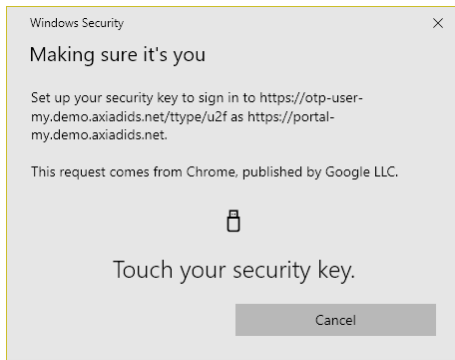 Windows Security
Making sure it's you
Set up your security key to sign in to https://otp-user-
my.demo.axiadids.net/ttype/u2f as https://portal-
my.demo.axiadids.net.
This request comes from Chrome, published by Google LLC.
Touch your security key.
Cancel